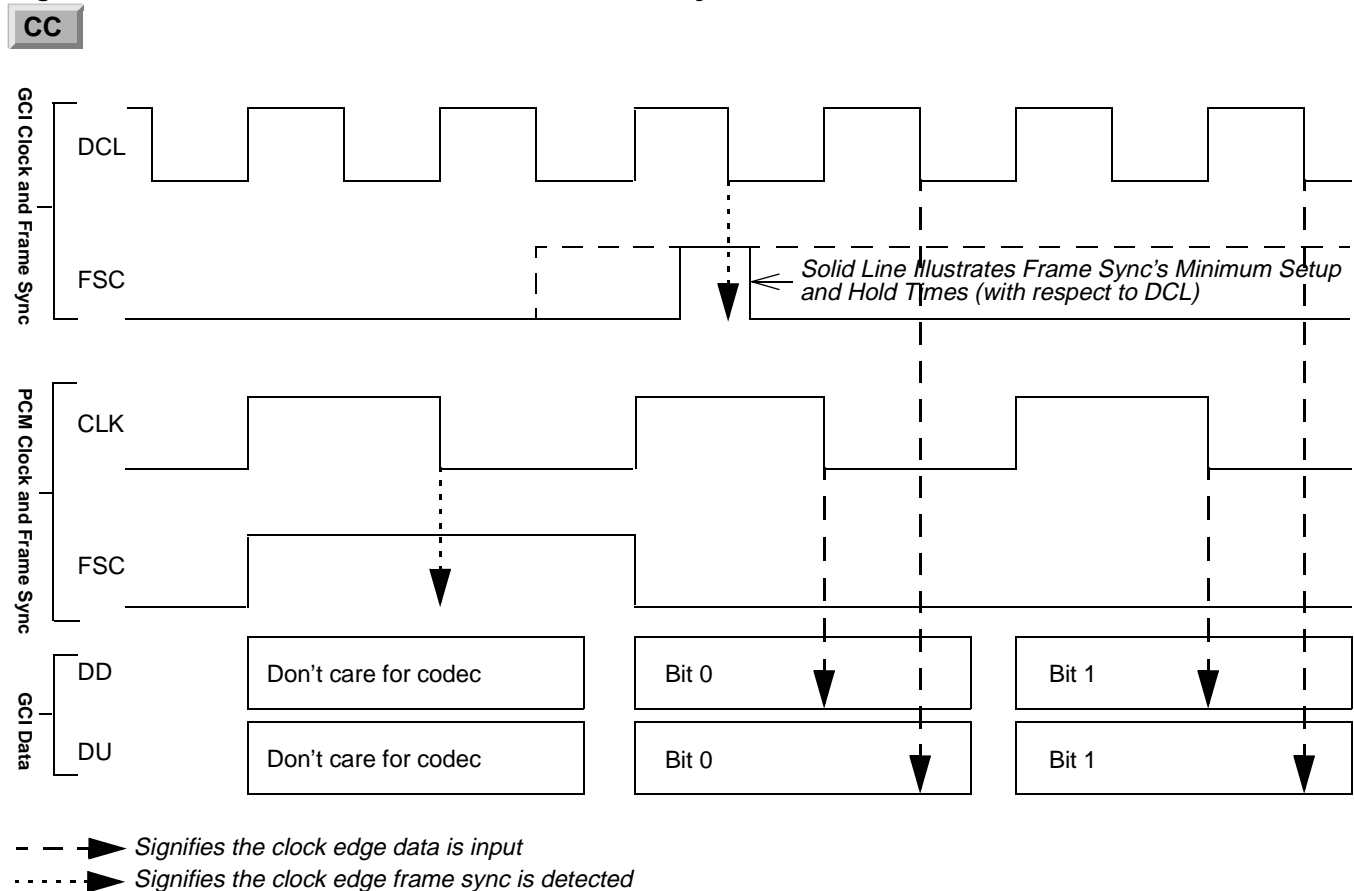 CC
GCI Clock and Frame Sync
DCL
FSC
Solid Line Illustrates Frame Sync's Minimum Setup
and Hold Times (with respect to DCL)
PCM Clock and Frame Sync
CLK
FSC
GCI Data
DD
Don't care for codec
Bit 0
Bit 1
DU
Don't care for codec
Bit 0
Bit 1
Signifies the clock edge data is input
Signifies the clock edge frame sync is detected